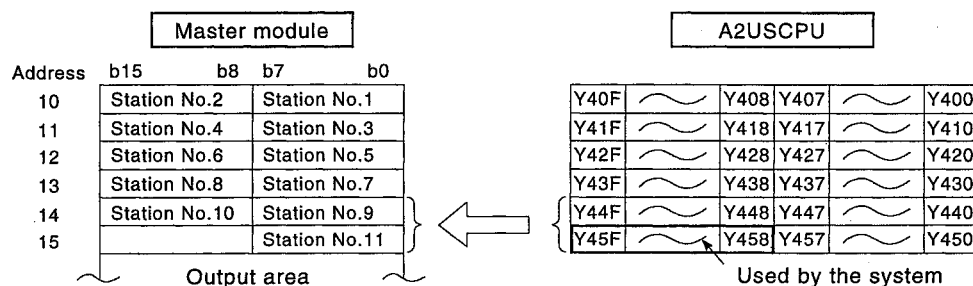 Master module A2USCPU
Address b15 b8 b7 b0
10 Station No.2 Station No.1 Y40F Y408 Y407 Y400
11 Station No.4 Station No.3 Y41F Y418 Y417 Y410
12 Station No.6 Station No.5 Y42F Y428 Y427 Y420
13 Station No.8 Station No.7 Y43F Y438 Y437 Y430
14 Station No.10 Station No.9 Y44F Y448 Y447 Y440
15 Station No.11 Y45F Y458 Y457 Y450
Output area Used by the system